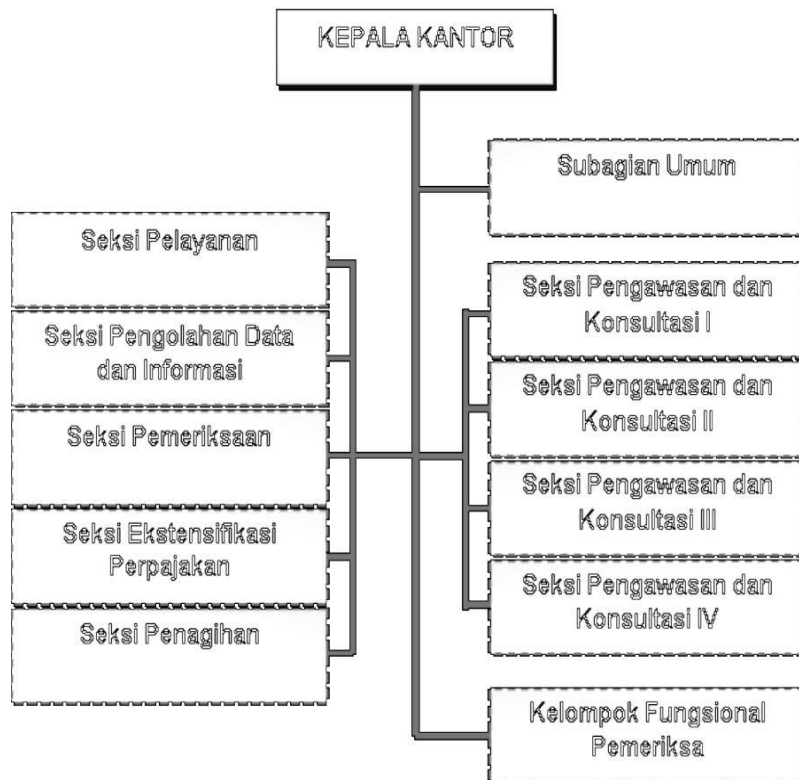 KEPALA KANTOR
Subagian Umum
Seksi Pelayanan
Seksi Pengolahan Data
dan Informasi
Seksi Pemeriksaan
Seksi Ekstensifikasi
Perpajakan
Seksi Penagihan
Seksi Pengawasan dan
Konsultasi I
Seksi Pengawasan dan
Konsultasi II
Seksi Pengawasan dan
Konsultasi III
Seksi Pengawasan dan
Konsultasi IV
Kelompok Fungsional
Pemeriksa